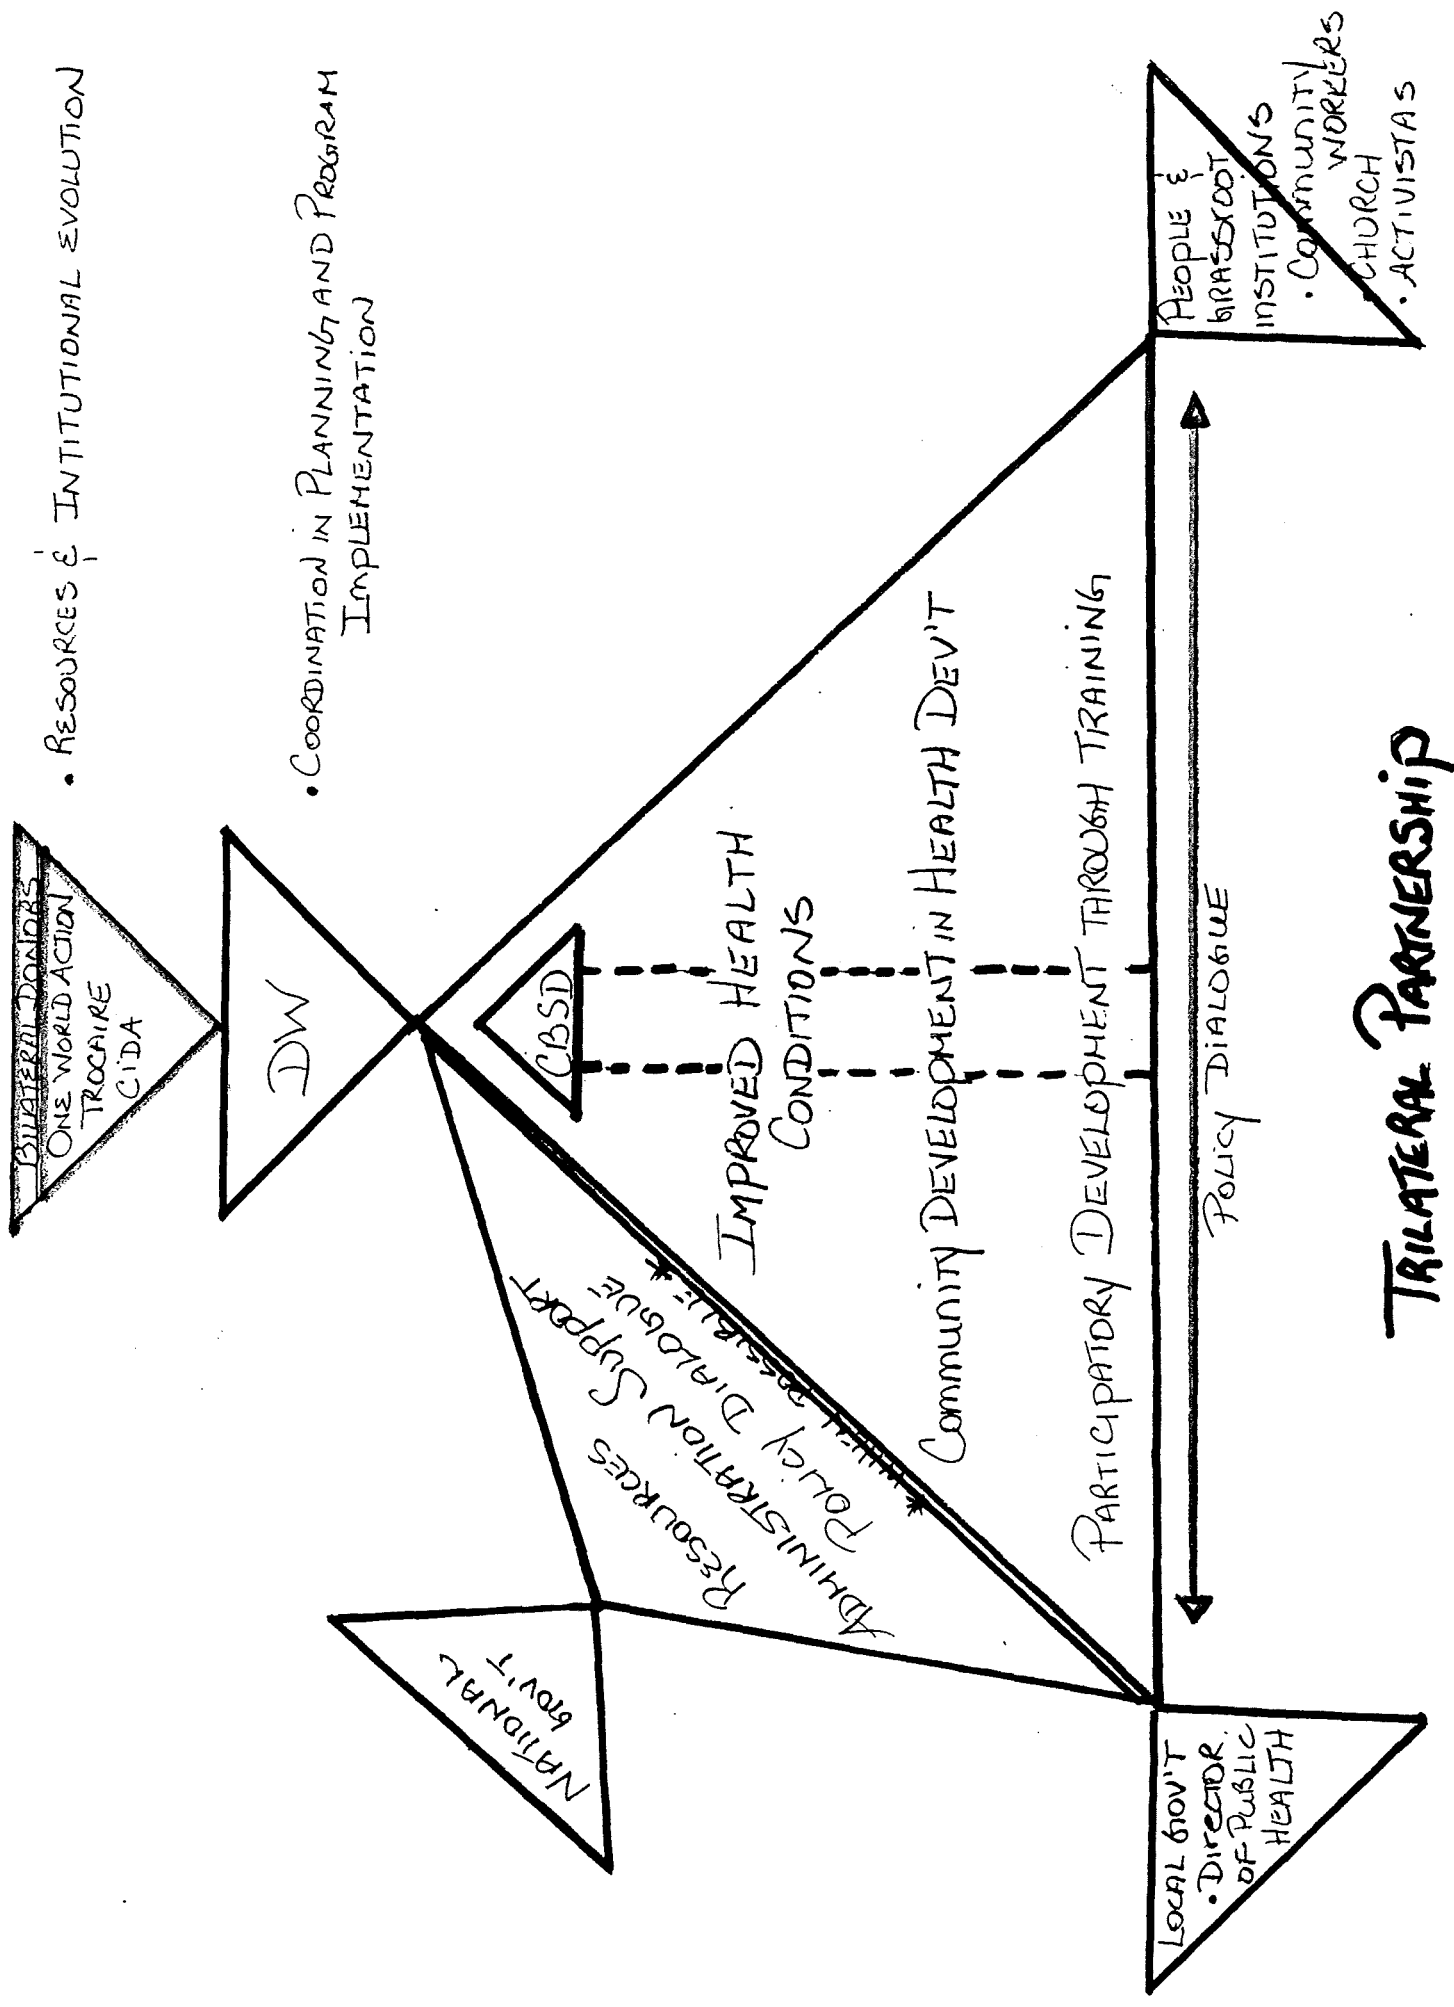 BILATERAL DONORS
ONE WORLD ACTION
TROCAIRE
CIDA
• RESOURCES & INTITUTIONAL EVOLUTION
DW
• COORDINATION IN PLANNING AND PROGRAM
IMPLEMENTATION
NATIONAL
GOV'T
CBSD
RESOURCES
ADMINISTRATION SUPPORT
POLICY DIALOGUE
POSSIBLE *
*
IMPROVED HEALTH
CONDITIONS
COMMUNITY DEVELOPMENT IN HEALTH DEV'T
PARTICIPATORY DEVELOPMENT THROUGH TRAINING
LOCAL GOV'T
• DIRECTOR
OF PUBLIC
HEALTH
POLICY DIALOGUE
PEOPLE &
GRASSROOT
INSTITUTIONS
• COMMUNITY
WORKERS
• CHURCH
• ACTIVISTAS
TRILATERAL PARTNERSHIP